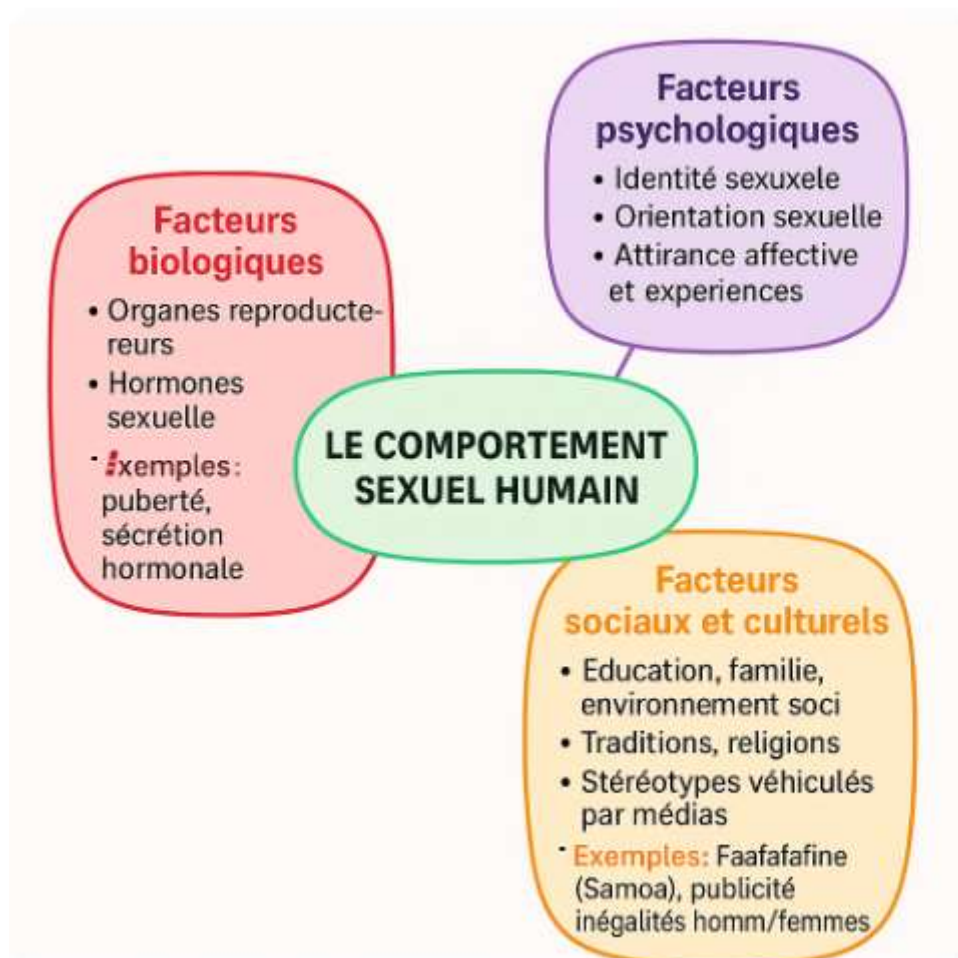 Facteurs
psychologiques
• Identité sexuxele
• Orientation sexuelle
• Attirance affective
et experiences
Facteurs
biologiques
• Organes reproducte-
reurs
• Hormones
sexuelle
· Exemples:
puberté,
sécrétion
hormonale
LE COMPORTEMENT
SEXUEL HUMAIN
Facteurs
sociaux et culturels
• Education, familie,
environnement soci
• Traditions, religions
• Stéréotypes véhiculés
par médias
· Exemples: Faafafafine
(Samoa), publicité
inégalités homm/femmes